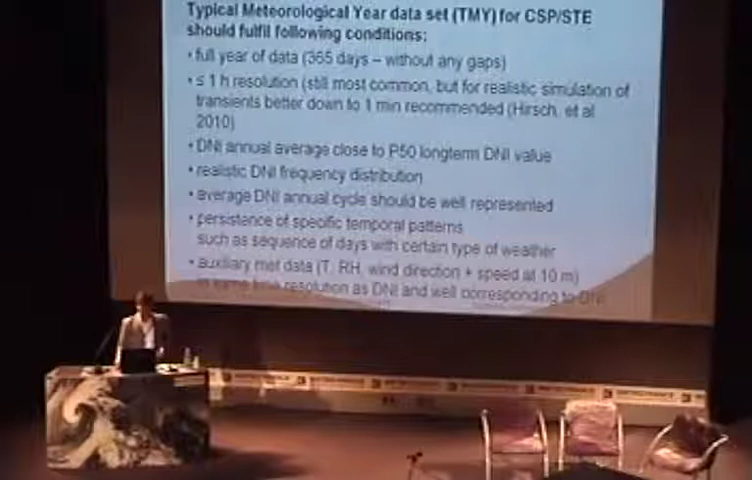 Typical Meteorological Year data set (TMY) for CSP/STE
should fulfil following conditions:
• full year of data (365 days – without any gaps)
• ≤ 1 h resolution (still most common, but for realistic simulation of
transients better down to 1 min recommended (Hirsch, et al
2010)
• DNI annual average close to P50 longterm DNI value
• realistic DNI frequency distribution
• average DNI annual cycle should be well represented
• persistance of specific temporal patterns
such as sequence of days with certain type of weather
• auxiliary met data (T, RH, wind direction + speed at 10 m)
in same time resolution as DNI and well corresponding to DNI